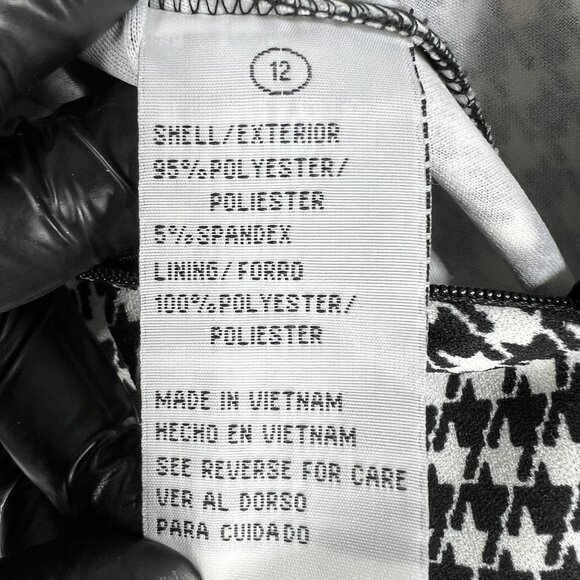 12
SHELL/EXTERIOR
95%POLYESTER/
POLIESTER
5%SPANDEX
LINING/FORRO
100%POLYESTER/
POLIESTER
MADE IN VIETNAM
HECHO EN VIETNAM
SEE REVERSE FOR CARE
VER AL DORSO
PARA CUIDADO